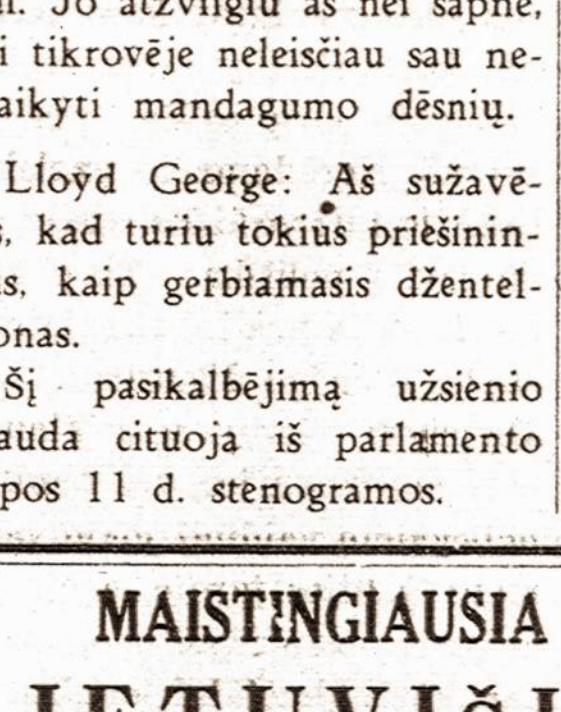 Jo atžvilgiu aš nei sapne,
i tikrovėje neleisčiau sau ne-
aikyti mandagumo dėsnių.
Lloyd George: Aš sužavė-
s, kad turiu tokius priešinin-
us, kaip gerbiamasis džentel-
onas.
Šį pasikalbėjimą užsienio
auda cituoja iš parlamento
pos 11 d. stenogramos.
MAISTINGIAUSIA